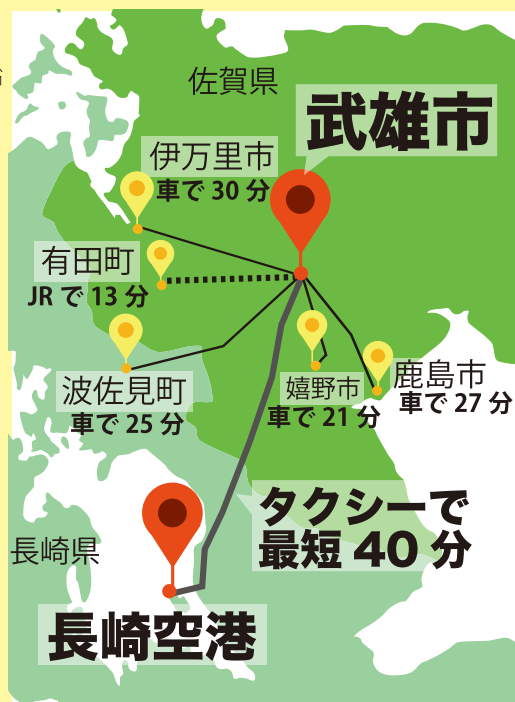 佐賀県
武雄市
伊万里市
車で 30 分
有田町
JR で 13 分
波佐見町
車で 25 分
嬉野市
車で 21 分
鹿島市
車で 27 分
タクシーで
最短 40 分
長崎県
長崎空港